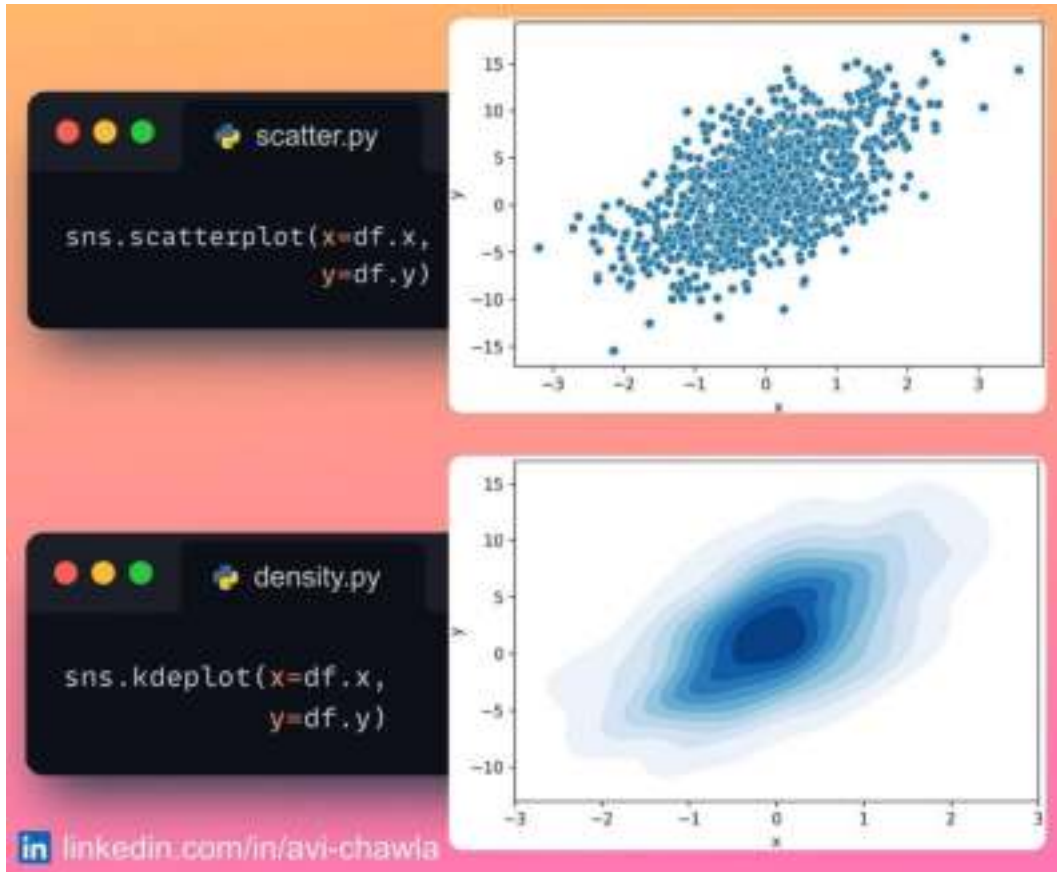 scatter.py
sns.scatterplot(x=df.x,
y=df.y)
y
15
10
5
0
−5
−10
−15
−3 −2 −1 0 1 2 3
x
density.py
sns.kdeplot(x=df.x,
y=df.y)
y
15
10
5
0
−5
−10
−3 −2 −1 0 1 2 3
x
in linkedin.com/in/avi-chawla